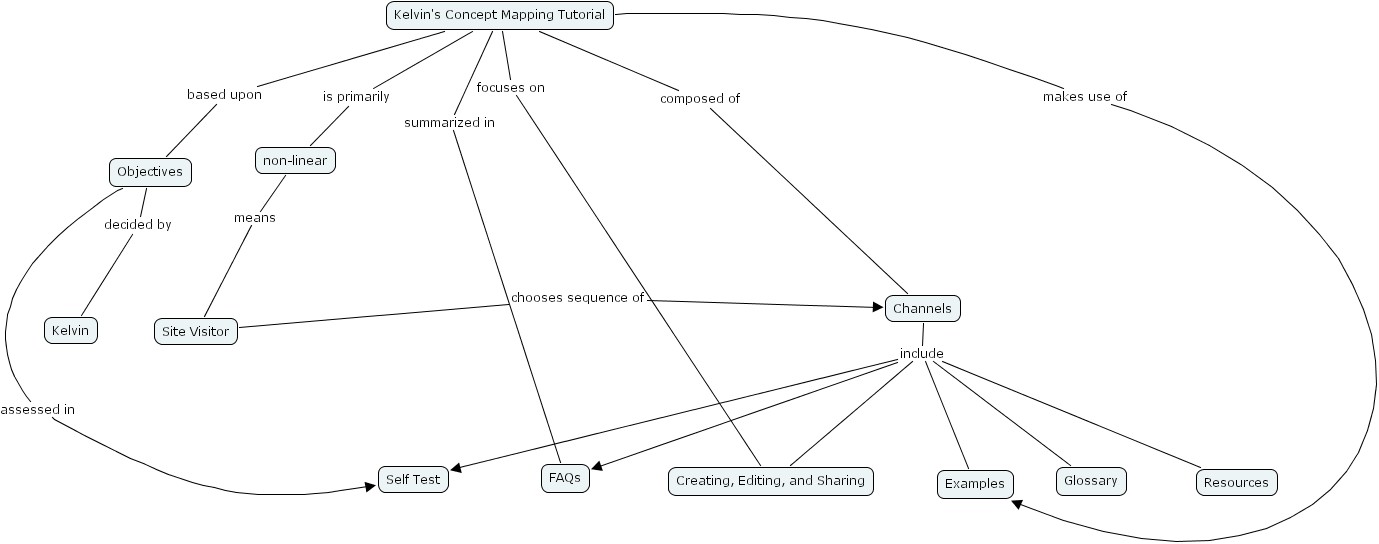 Kelvin's Concept Mapping Tutorial
focuses on
based upon
is primarily
composed of
makes use of
summarized in
non-linear
Objectives
means
decided by
chooses sequence of
Channels
Kelvin
Site Visitor
include
assessed in
Self Test
FAQs
Creating, Editing, and Sharing
Examples
Glossary
Resources